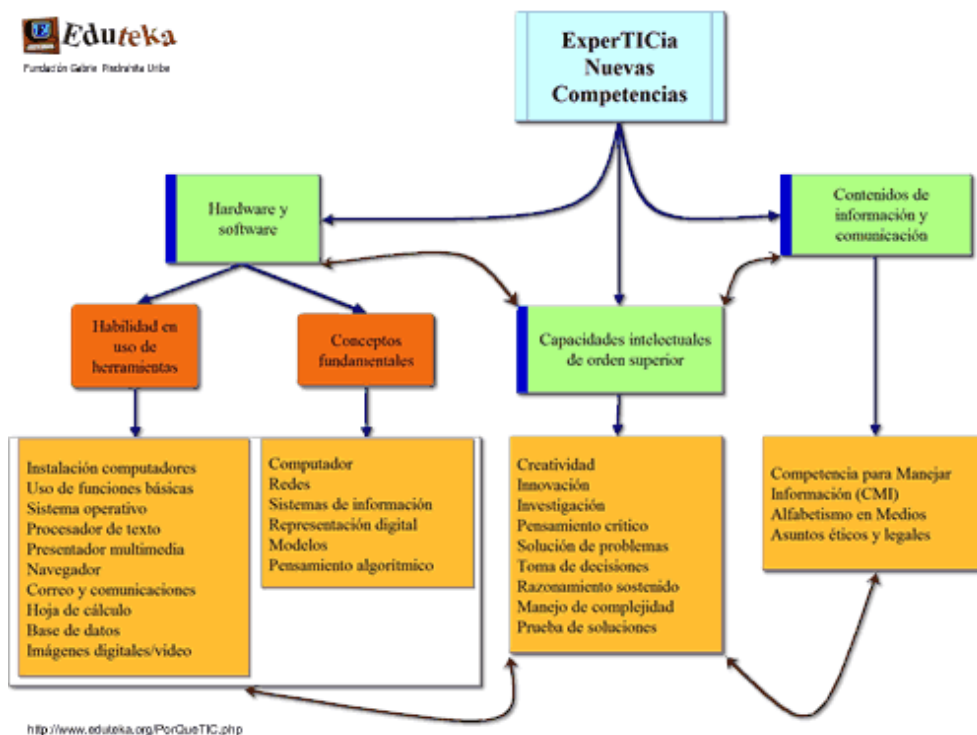 Eduteka
Fundación Gabriel Piedrahita Uribe
ExperTICia
Nuevas
Competencias
Hardware y
software
Contenidos de
información y
comunicación
Habilidad en
uso de
herramientas
Conceptos
fundamentales
Capacidades intelectuales
de orden superior
Instalación computadores
Uso de funciones básicas
Sistema operativo
Procesador de texto
Presentador multimedia
Navegador
Correo y comunicaciones
Hoja de cálculo
Base de datos
Imágenes digitales/video
Computador
Redes
Sistemas de información
Representación digital
Modelos
Pensamiento algorítmico
Creatividad
Innovación
Investigación
Pensamiento crítico
Solución de problemas
Toma de decisiones
Razonamiento sostenido
Manejo de complejidad
Prueba de soluciones
Competencia para Manejar
Información (CMI)
Alfabetismo en Medios
Asuntos éticos y legales
http://www.eduteka.org/PorQueTIC.php